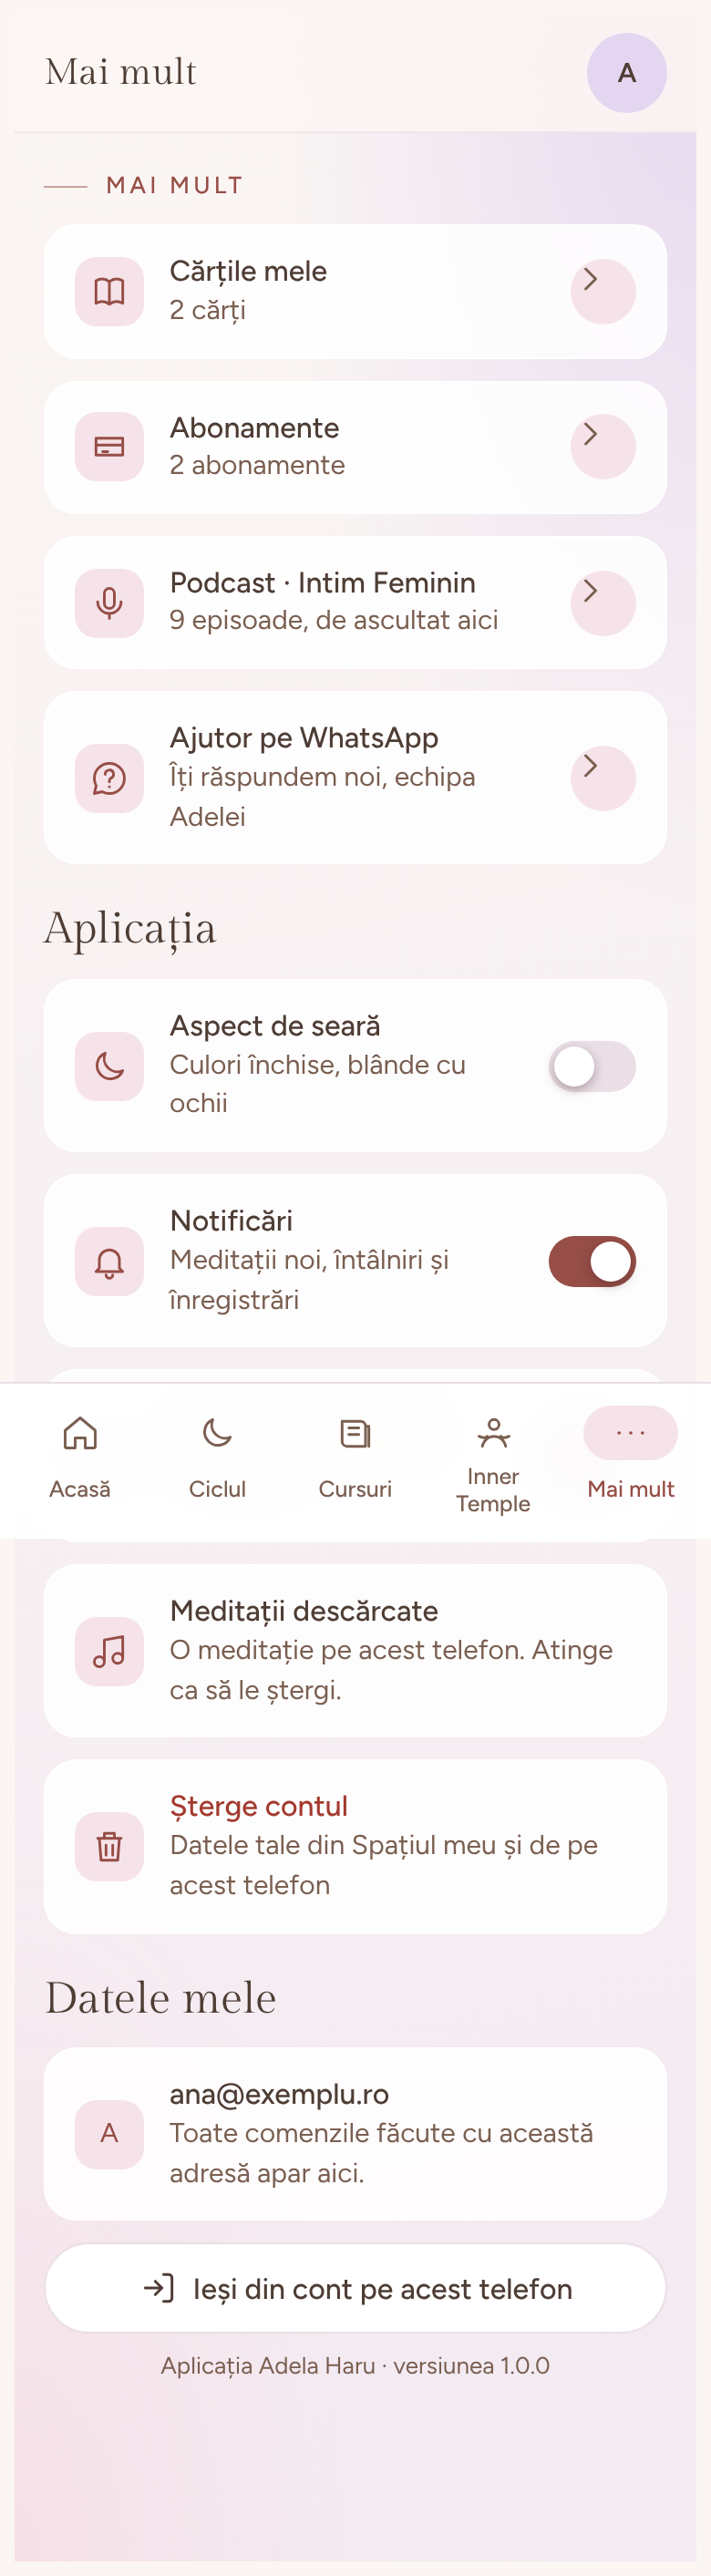 Mai mult
A
MAI MULT
Cărțile mele
2 cărți
Abonamente
2 abonamente
Podcast · Intim Feminin
9 episoade, de ascultat aici
Ajutor pe WhatsApp
Îți răspundem noi, echipa
Adelei
Aplicația
Aspect de seară
Culori închise, blânde cu
ochii
Notificări
Meditații noi, întâlniri și
înregistrări
Acasă
Ciclul
Cursuri
Inner
Temple
Mai mult
Meditații descărcate
O meditație pe acest telefon. Atinge
ca să le ștergi.
Șterge contul
Datele tale din Spațiul meu și de pe
acest telefon
Datele mele
A
ana@exemplu.ro
Toate comenzile făcute cu această
adresă apar aici.
Ieși din cont pe acest telefon
Aplicația Adela Haru · versiunea 1.0.0